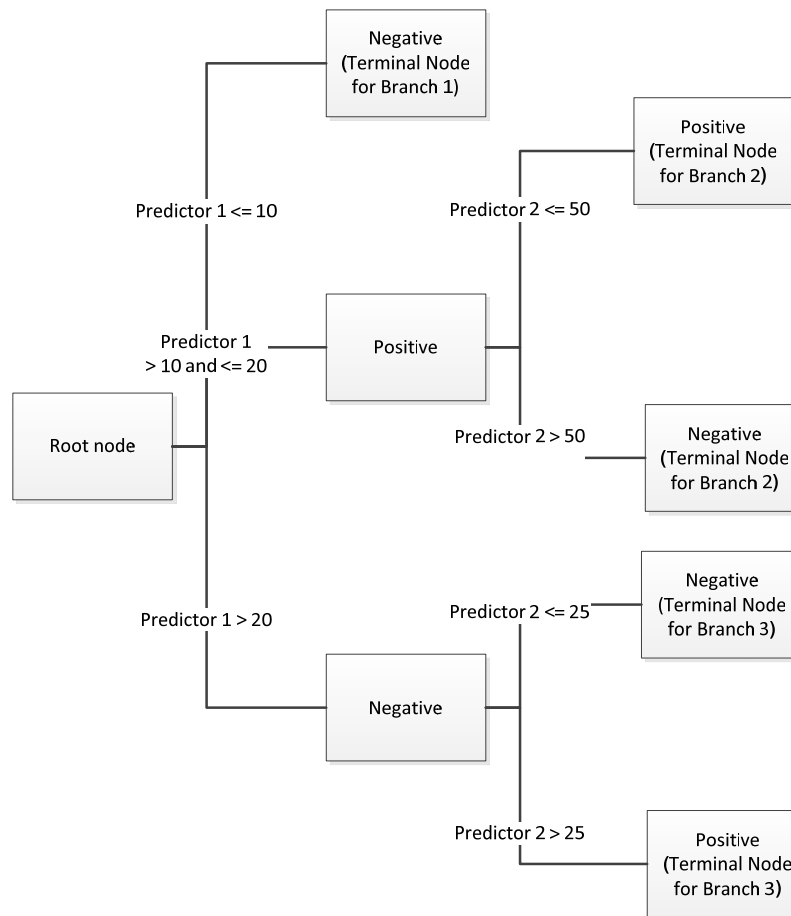 Negative
(Terminal Node
for Branch 1)
Positive
(Terminal Node
for Branch 2)
Predictor 1 <= 10
Predictor 2 <= 50
Predictor 1
> 10 and <= 20
Positive
Root node
Predictor 2 > 50
Negative
(Terminal Node
for Branch 2)
Negative
(Terminal Node
for Branch 3)
Predictor 1 > 20
Predictor 2 <= 25
Negative
Predictor 2 > 25
Positive
(Terminal Node
for Branch 3)